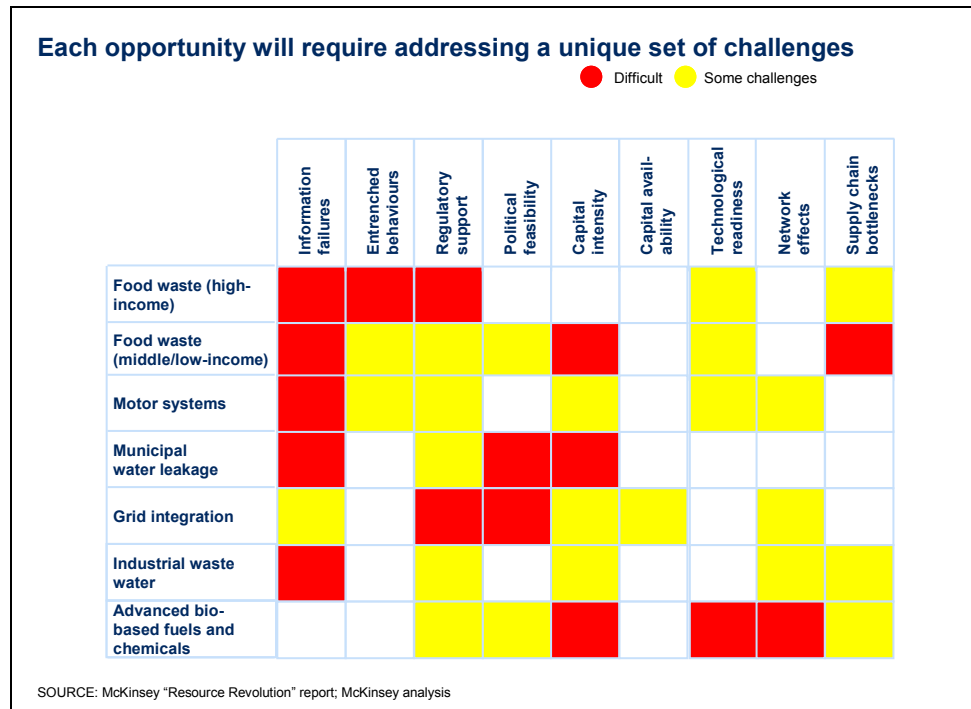 Each opportunity will require addressing a unique set of challenges
Difficult
Some challenges
Information
failures
Entrenched
behaviours
Regulatory
support
Political
feasibility
Capital
intensity
Capital avail-
ability
Technological
readiness
Network
effects
Supply chain
bottlenecks
Food waste (high-
income)
Food waste
(middle/low-income)
Motor systems
Municipal
water leakage
Grid integration
Industrial waste
water
Advanced bio-
based fuels and
chemicals
SOURCE: McKinsey “Resource Revolution” report; McKinsey analysis